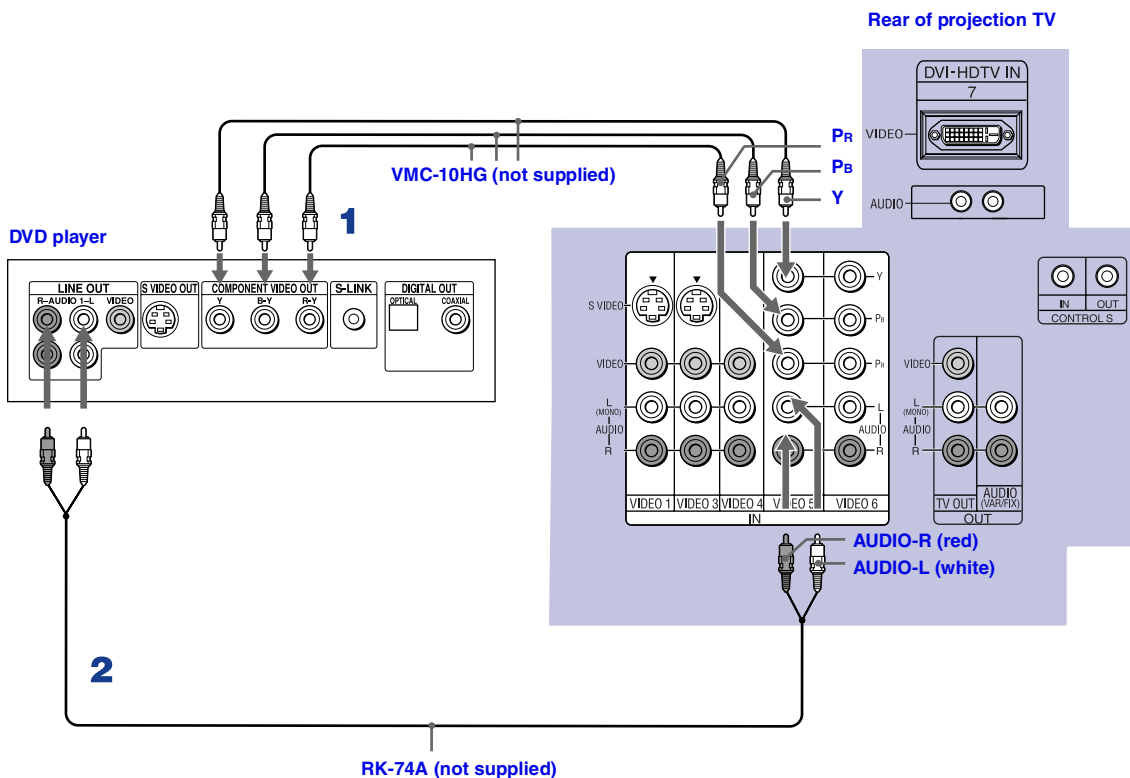 Rear of projection TV
DVI-HDTV IN
7
VIDEO
AUDIO
PR
PB
Y
VMC-10HG (not supplied)
1
DVD player
LINE OUT
R–AUDIO 1–L
VIDEO
S VIDEO OUT
COMPONENT VIDEO OUT
Y
B-Y
R-Y
S-LINK
DIGITAL OUT
OPTICAL
COAXIAL
S VIDEO
VIDEO
L
(MONO)
AUDIO
R
Y
PB
PR
L
AUDIO
R
VIDEO 1
VIDEO 3
VIDEO 4
VIDEO 5
VIDEO 6
IN
IN
OUT
CONTROL S
VIDEO
L
(MONO)
AUDIO
R
TV OUT
AUDIO
(VAR/FIX)
OUT
AUDIO-R (red)
AUDIO-L (white)
2
RK-74A (not supplied)